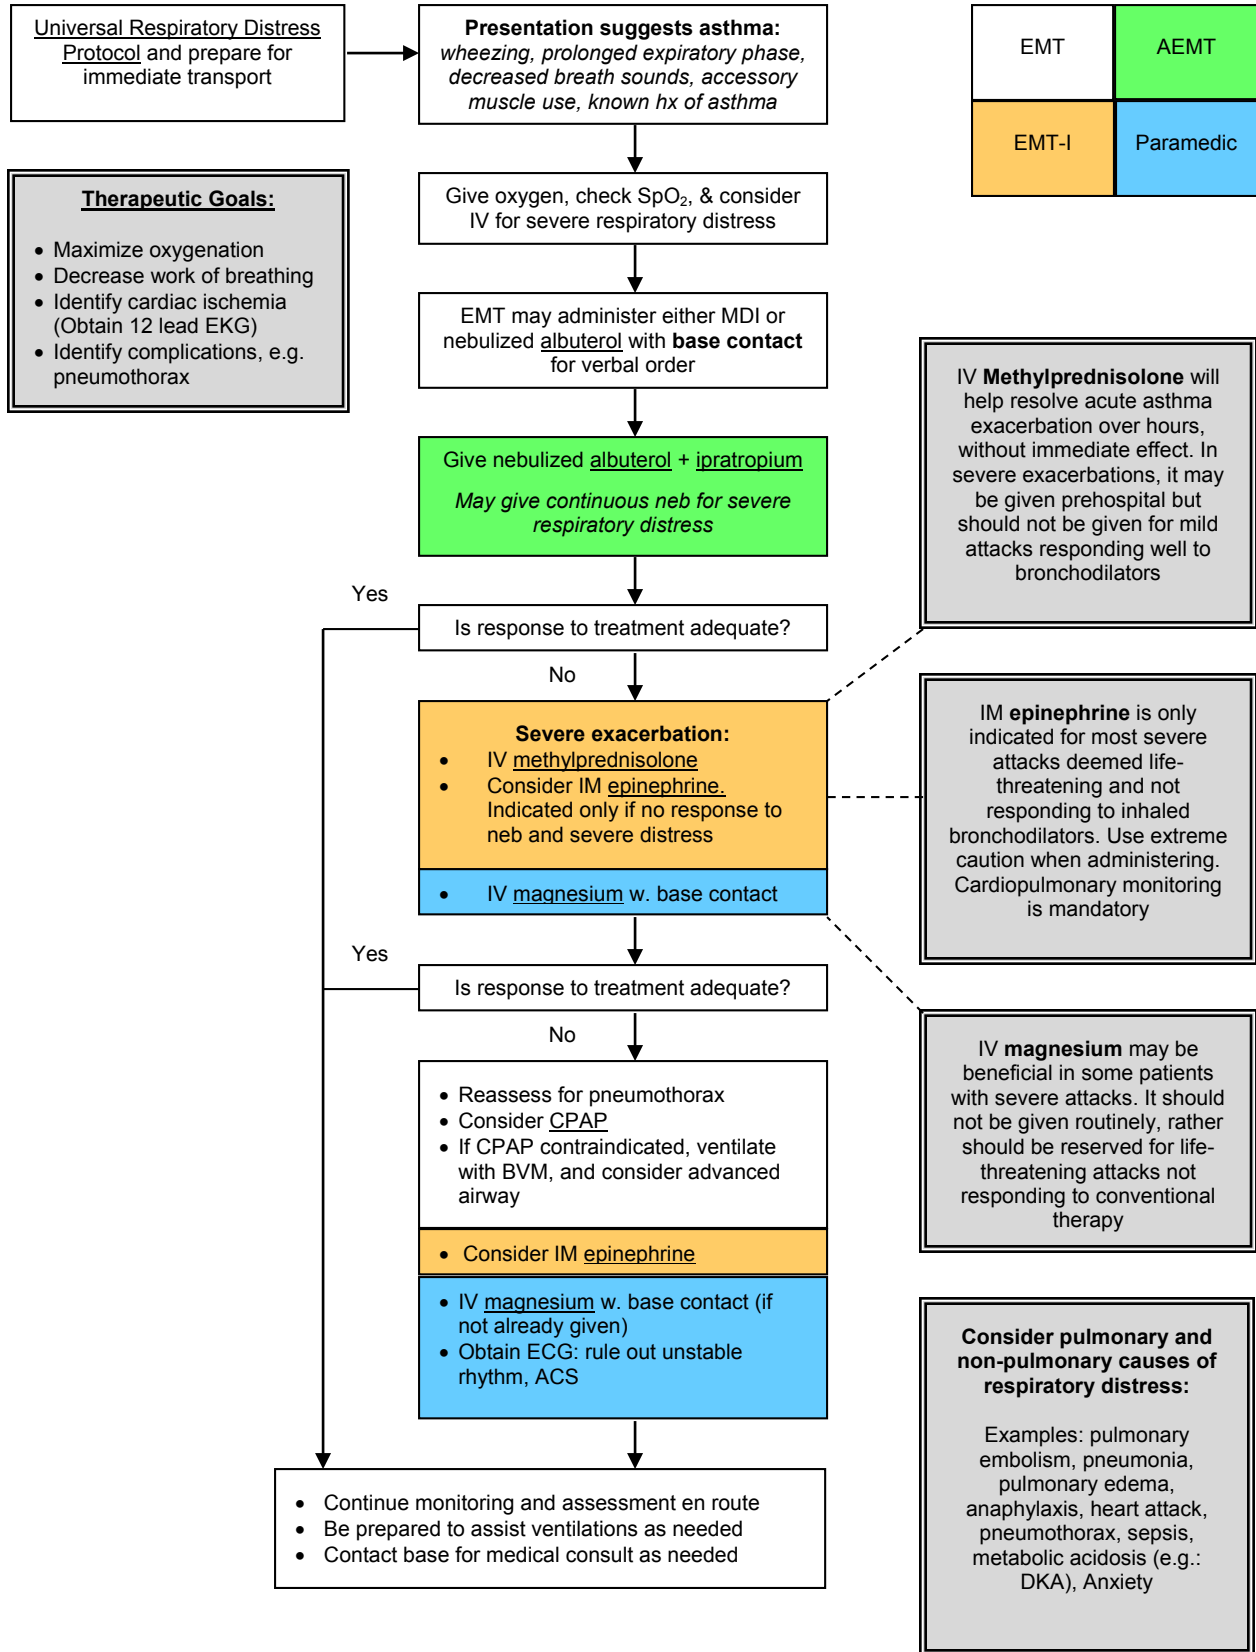 Universal Respiratory Distress
Protocol and prepare for
immediate transport
Presentation suggests asthma:
wheezing, prolonged expiratory phase,
decreased breath sounds, accessory
muscle use, known hx of asthma
EMT
AEMT
EMT-I
Paramedic
Therapeutic Goals:
• Maximize oxygenation
• Decrease work of breathing
• Identify cardiac ischemia
(Obtain 12 lead EKG)
• Identify complications, e.g.
pneumothorax
Give oxygen, check SpO₂, & consider
IV for severe respiratory distress
EMT may administer either MDI or
nebulized albuterol with base contact
for verbal order
Give nebulized albuterol + ipratropium
May give continuous neb for severe
respiratory distress
IV Methylprednisolone will
help resolve acute asthma
exacerbation over hours,
without immediate effect. In
severe exacerbations, it may
be given prehospital but
should not be given for mild
attacks responding well to
bronchodilators
Yes
Is response to treatment adequate?
No
Severe exacerbation:
• IV methylprednisolone
• Consider IM epinephrine.
Indicated only if no response to
neb and severe distress
• IV magnesium w. base contact
IM epinephrine is only
indicated for most severe
attacks deemed life-
threatening and not
responding to inhaled
bronchodilators. Use extreme
caution when administering.
Cardiopulmonary monitoring
is mandatory
Yes
Is response to treatment adequate?
No
• Reassess for pneumothorax
• Consider CPAP
• If CPAP contraindicated, ventilate
with BVM, and consider advanced
airway
• Consider IM epinephrine
• IV magnesium w. base contact (if
not already given)
• Obtain ECG: rule out unstable
rhythm, ACS
IV magnesium may be
beneficial in some patients
with severe attacks. It should
not be given routinely, rather
should be reserved for life-
threatening attacks not
responding to conventional
therapy
• Continue monitoring and assessment en route
• Be prepared to assist ventilations as needed
• Contact base for medical consult as needed
Consider pulmonary and
non-pulmonary causes of
respiratory distress:
Examples: pulmonary
embolism, pneumonia,
pulmonary edema,
anaphylaxis, heart attack,
pneumothorax, sepsis,
metabolic acidosis (e.g.:
DKA), Anxiety